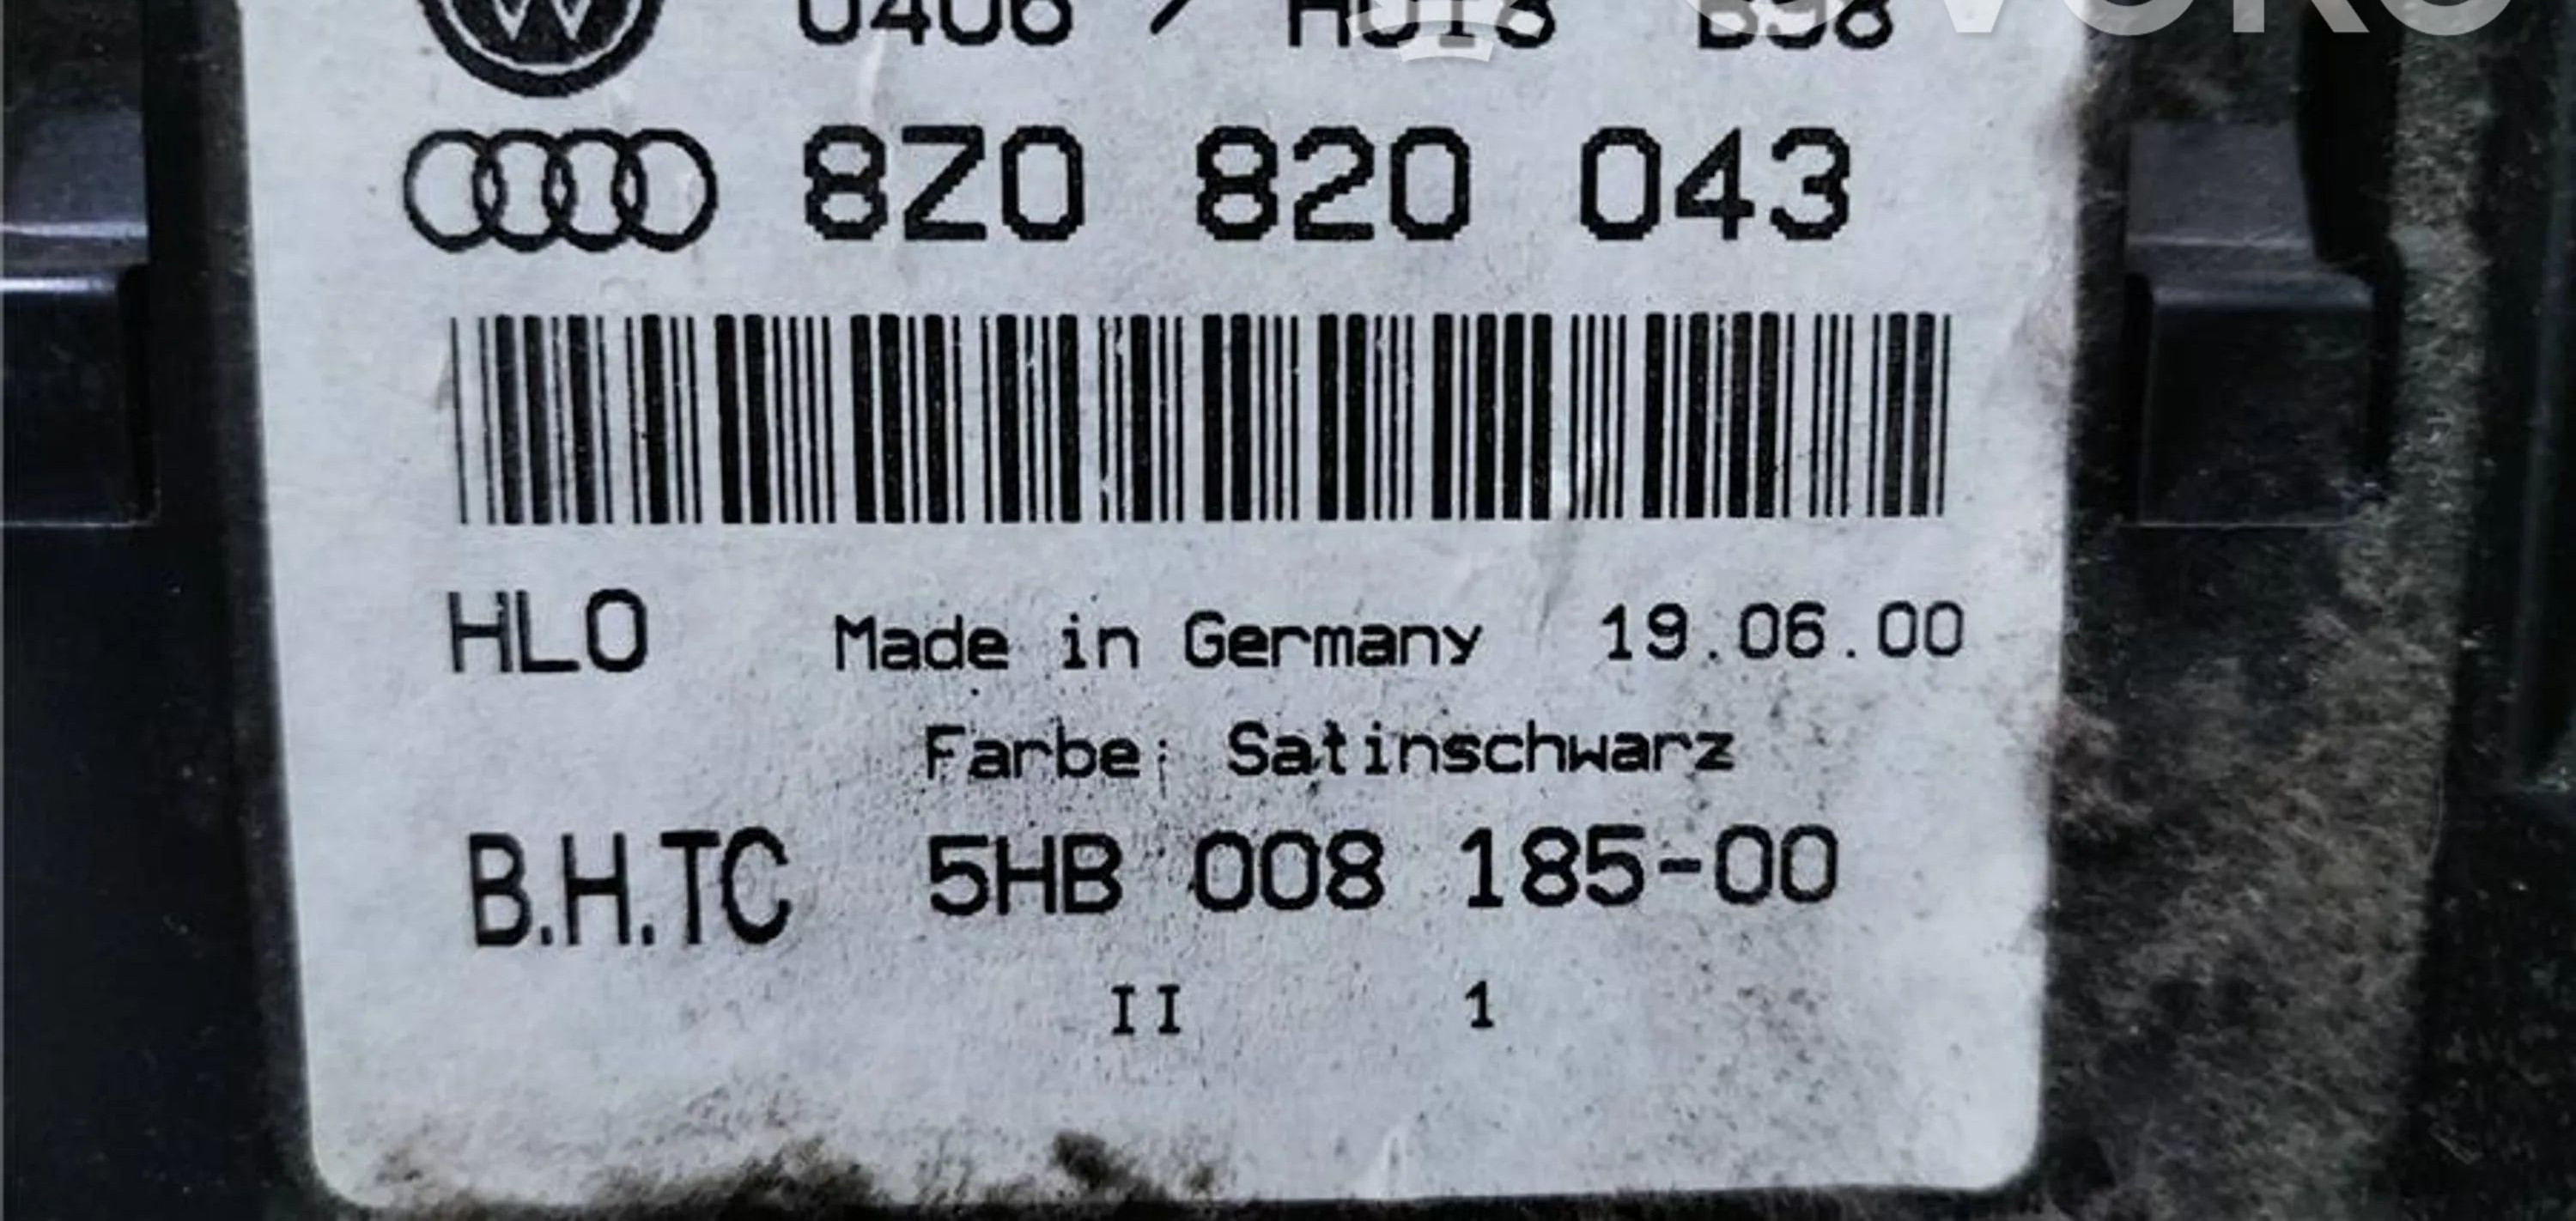 8Z0 820 043
HLO Made in Germany 19.06.00
Farbe: Satinschwarz
B.H.TC 5HB 008 185-00
II 1